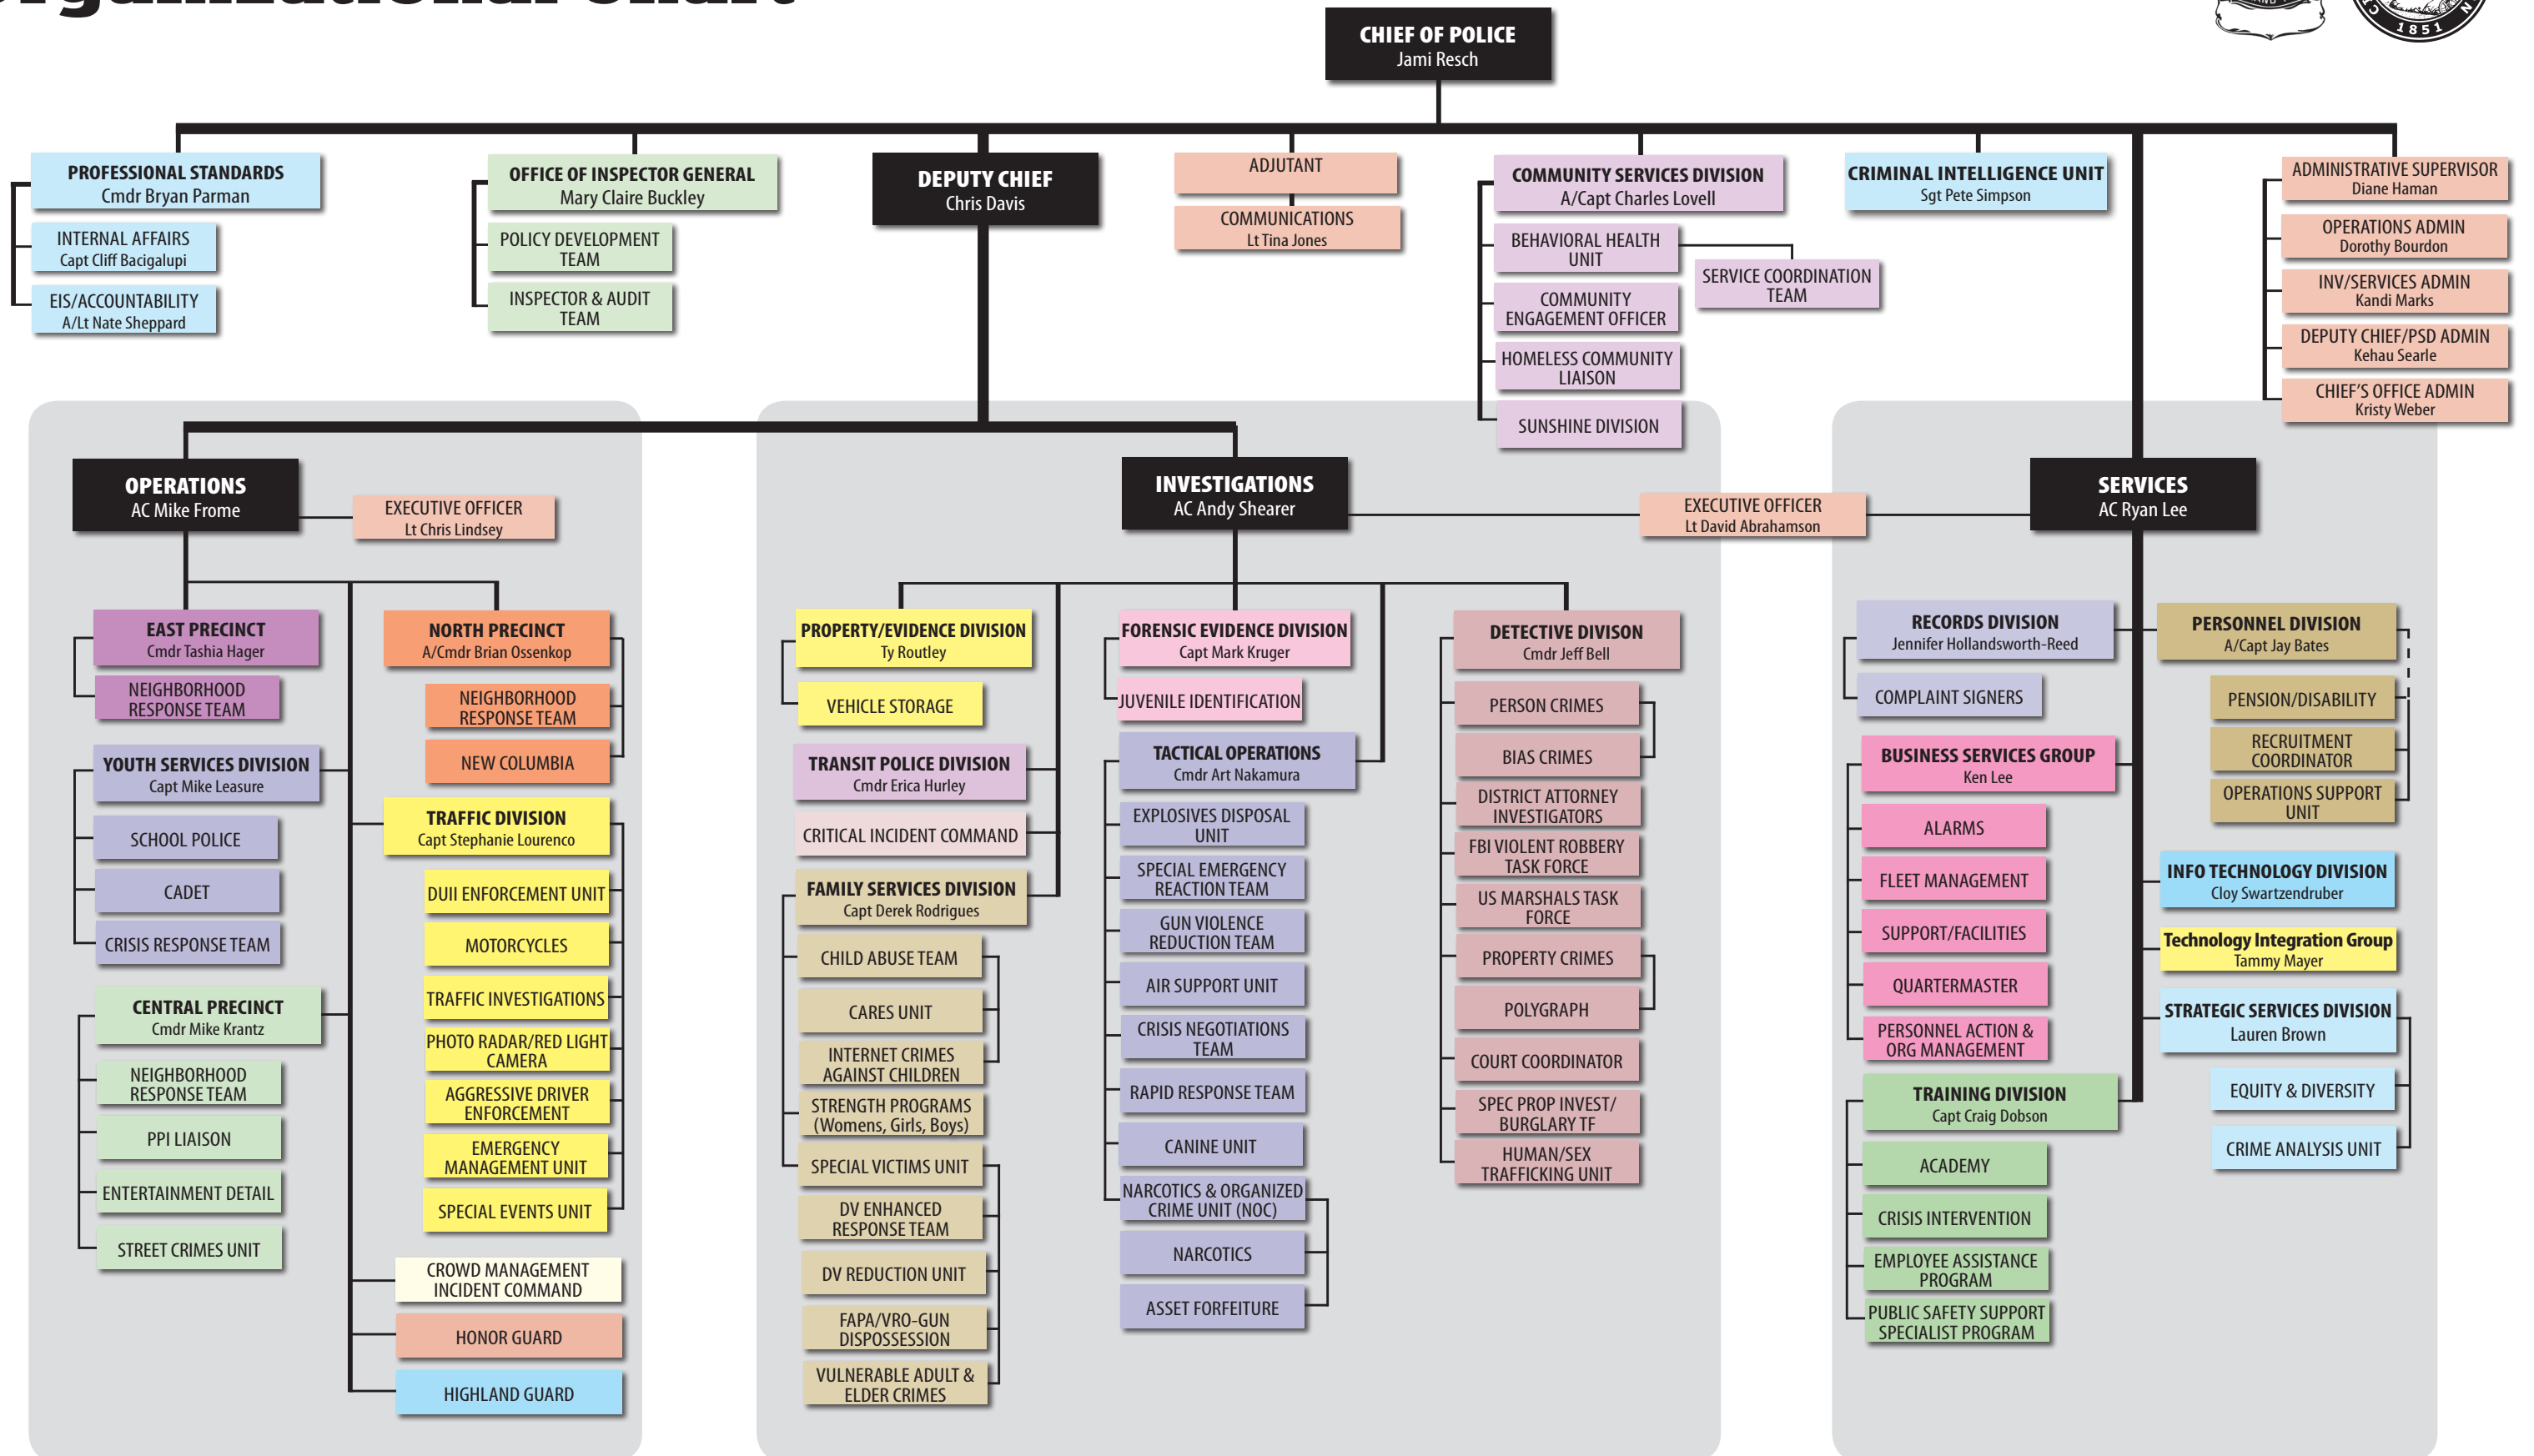 Organizational Chart
1851
CHIEF OF POLICE
Jami Resch
PROFESSIONAL STANDARDS
Cmdr Bryan Parman
INTERNAL AFFAIRS
Capt Cliff Bacigalupi
EIS/ACCOUNTABILITY
A/Lt Nate Sheppard
OFFICE OF INSPECTOR GENERAL
Mary Claire Buckley
POLICY DEVELOPMENT
TEAM
INSPECTOR & AUDIT
TEAM
DEPUTY CHIEF
Chris Davis
ADJUTANT
COMMUNICATIONS
Lt Tina Jones
COMMUNITY SERVICES DIVISION
A/Capt Charles Lovell
BEHAVIORAL HEALTH
UNIT
SERVICE COORDINATION
TEAM
COMMUNITY
ENGAGEMENT OFFICER
HOMELESS COMMUNITY
LIAISON
SUNSHINE DIVISION
CRIMINAL INTELLIGENCE UNIT
Sgt Pete Simpson
ADMINISTRATIVE SUPERVISOR
Diane Haman
OPERATIONS ADMIN
Dorothy Bourdon
INV/SERVICES ADMIN
Kandi Marks
DEPUTY CHIEF/PSD ADMIN
Kehau Searle
CHIEF'S OFFICE ADMIN
Kristy Weber
OPERATIONS
AC Mike Frome
EXECUTIVE OFFICER
Lt Chris Lindsey
EAST PRECINCT
Cmdr Tashia Hager
NEIGHBORHOOD
RESPONSE TEAM
YOUTH SERVICES DIVISION
Capt Mike Leasure
SCHOOL POLICE
CADET
CRISIS RESPONSE TEAM
CENTRAL PRECINCT
Cmdr Mike Krantz
NEIGHBORHOOD
RESPONSE TEAM
PPI LIAISON
ENTERTAINMENT DETAIL
STREET CRIMES UNIT
NORTH PRECINCT
A/Cmdr Brian Ossenkop
NEIGHBORHOOD
RESPONSE TEAM
NEW COLUMBIA
TRAFFIC DIVISION
Capt Stephanie Lourenco
DUII ENFORCEMENT UNIT
MOTORCYCLES
TRAFFIC INVESTIGATIONS
PHOTO RADAR/RED LIGHT
CAMERA
AGGRESSIVE DRIVER
ENFORCEMENT
EMERGENCY
MANAGEMENT UNIT
SPECIAL EVENTS UNIT
CROWD MANAGEMENT
INCIDENT COMMAND
HONOR GUARD
HIGHLAND GUARD
INVESTIGATIONS
AC Andy Shearer
EXECUTIVE OFFICER
Lt David Abrahamson
PROPERTY/EVIDENCE DIVISION
Ty Routley
VEHICLE STORAGE
TRANSIT POLICE DIVISION
Cmdr Erica Hurley
CRITICAL INCIDENT COMMAND
FAMILY SERVICES DIVISION
Capt Derek Rodrigues
CHILD ABUSE TEAM
CARES UNIT
INTERNET CRIMES
AGAINST CHILDREN
STRENGTH PROGRAMS
(Womens, Girls, Boys)
SPECIAL VICTIMS UNIT
DV ENHANCED
RESPONSE TEAM
DV REDUCTION UNIT
FAPA/VRO-GUN
DISPOSSESSION
VULNERABLE ADULT &
ELDER CRIMES
FORENSIC EVIDENCE DIVISION
Capt Mark Kruger
JUVENILE IDENTIFICATION
TACTICAL OPERATIONS
Cmdr Art Nakamura
EXPLOSIVES DISPOSAL
UNIT
SPECIAL EMERGENCY
REACTION TEAM
GUN VIOLENCE
REDUCTION TEAM
AIR SUPPORT UNIT
CRISIS NEGOTIATIONS
TEAM
RAPID RESPONSE TEAM
CANINE UNIT
NARCOTICS & ORGANIZED
CRIME UNIT (NOC)
NARCOTICS
ASSET FORFEITURE
DETECTIVE DIVISON
Cmdr Jeff Bell
PERSON CRIMES
BIAS CRIMES
DISTRICT ATTORNEY
INVESTIGATORS
FBI VIOLENT ROBBERY
TASK FORCE
US MARSHALS TASK
FORCE
PROPERTY CRIMES
POLYGRAPH
COURT COORDINATOR
SPEC PROP INVEST/
BURGLARY TF
HUMAN/SEX
TRAFFICKING UNIT
SERVICES
AC Ryan Lee
RECORDS DIVISION
Jennifer Hollandsworth-Reed
COMPLAINT SIGNERS
BUSINESS SERVICES GROUP
Ken Lee
ALARMS
FLEET MANAGEMENT
SUPPORT/FACILITIES
QUARTERMASTER
PERSONNEL ACTION &
ORG MANAGEMENT
TRAINING DIVISION
Capt Craig Dobson
ACADEMY
CRISIS INTERVENTION
EMPLOYEE ASSISTANCE
PROGRAM
PUBLIC SAFETY SUPPORT
SPECIALIST PROGRAM
PERSONNEL DIVISION
A/Capt Jay Bates
PENSION/DISABILITY
RECRUITMENT
COORDINATOR
OPERATIONS SUPPORT
UNIT
INFO TECHNOLOGY DIVISION
Cloy Swartzendruber
Technology Integration Group
Tammy Mayer
STRATEGIC SERVICES DIVISION
Lauren Brown
EQUITY & DIVERSITY
CRIME ANALYSIS UNIT